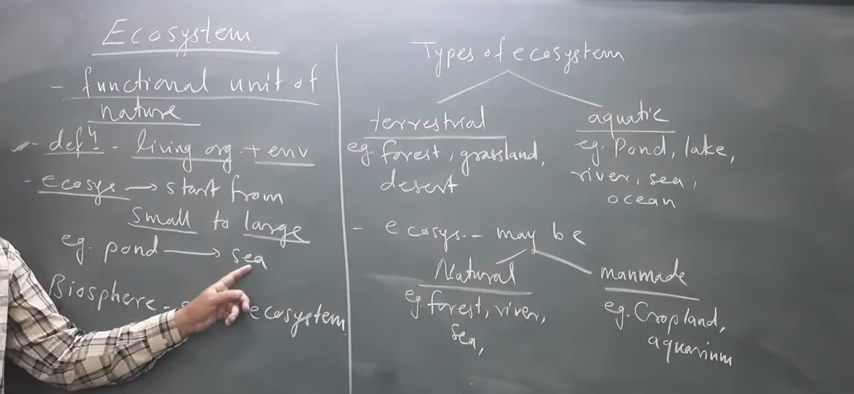 Ecosystem
- functional unit of
nature
- defn. - living org. + env
- ecosys → start from
small to large
eg. pond → sea
Biosphere - ecosystem
Types of ecosystem
terrestrial
eg. forest, grassland,
desert
aquatic
eg. Pond, lake,
river, sea,
ocean
- ecosys. - may be
Natural
eg forest, river,
sea,
manmade
eg. Cropland,
aquarium